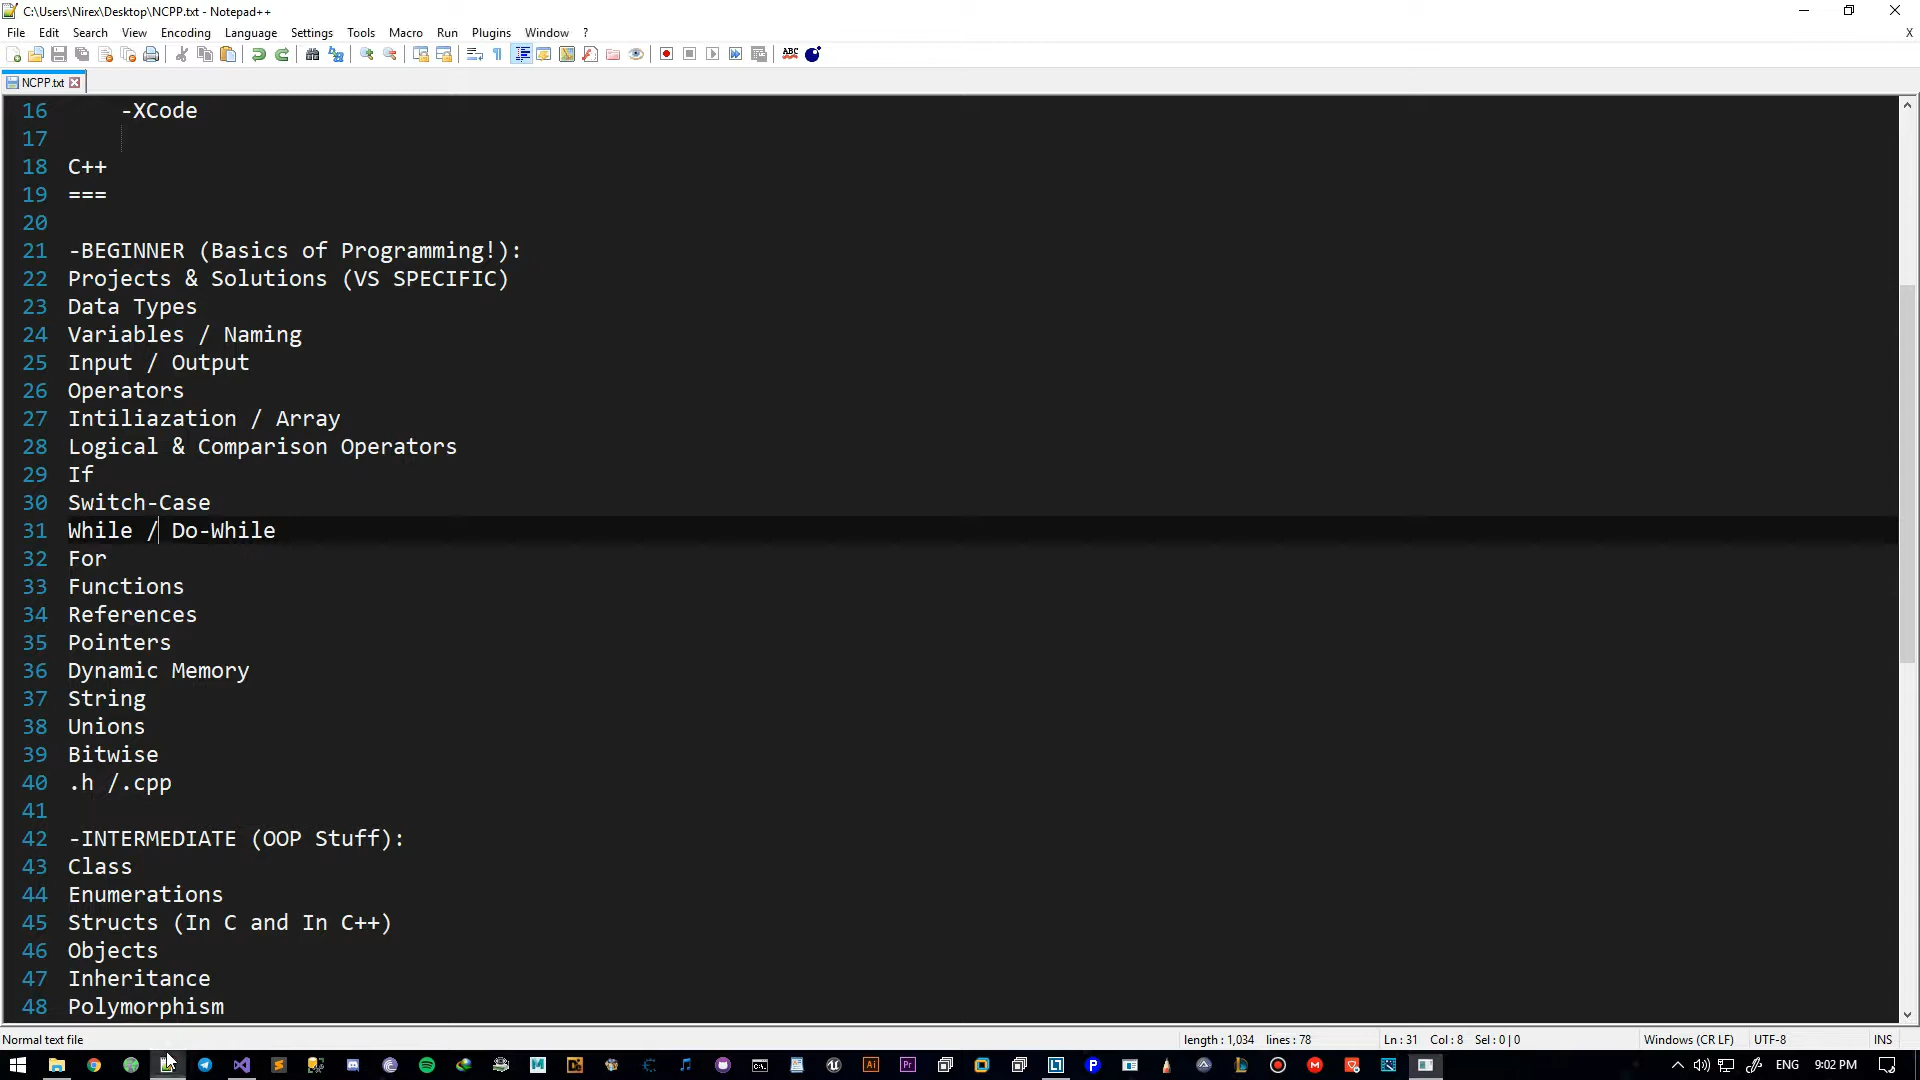 C:\Users\Nirex\Desktop\NCPP.txt - Notepad++
File Edit Search View Encoding Language Settings Tools Macro Run Plugins Window ? X
ABC
NCPP.txt
16 -XCode
17
18 C++
19 ===
20
21 -BEGINNER (Basics of Programming!):
22 Projects & Solutions (VS SPECIFIC)
23 Data Types
24 Variables / Naming
25 Input / Output
26 Operators
27 Intiliazation / Array
28 Logical & Comparison Operators
29 If
30 Switch-Case
31 While / Do-While
32 For
33 Functions
34 References
35 Pointers
36 Dynamic Memory
37 String
38 Unions
39 Bitwise
40 .h /.cpp
41
42 -INTERMEDIATE (OOP Stuff):
43 Class
44 Enumerations
45 Structs (In C and In C++)
46 Objects
47 Inheritance
48 Polymorphism
Normal text file length : 1,034 lines : 78 Ln : 31 Col : 8 Sel : 0 | 0 Windows (CR LF) UTF-8 INS
ENG 9:02 PM